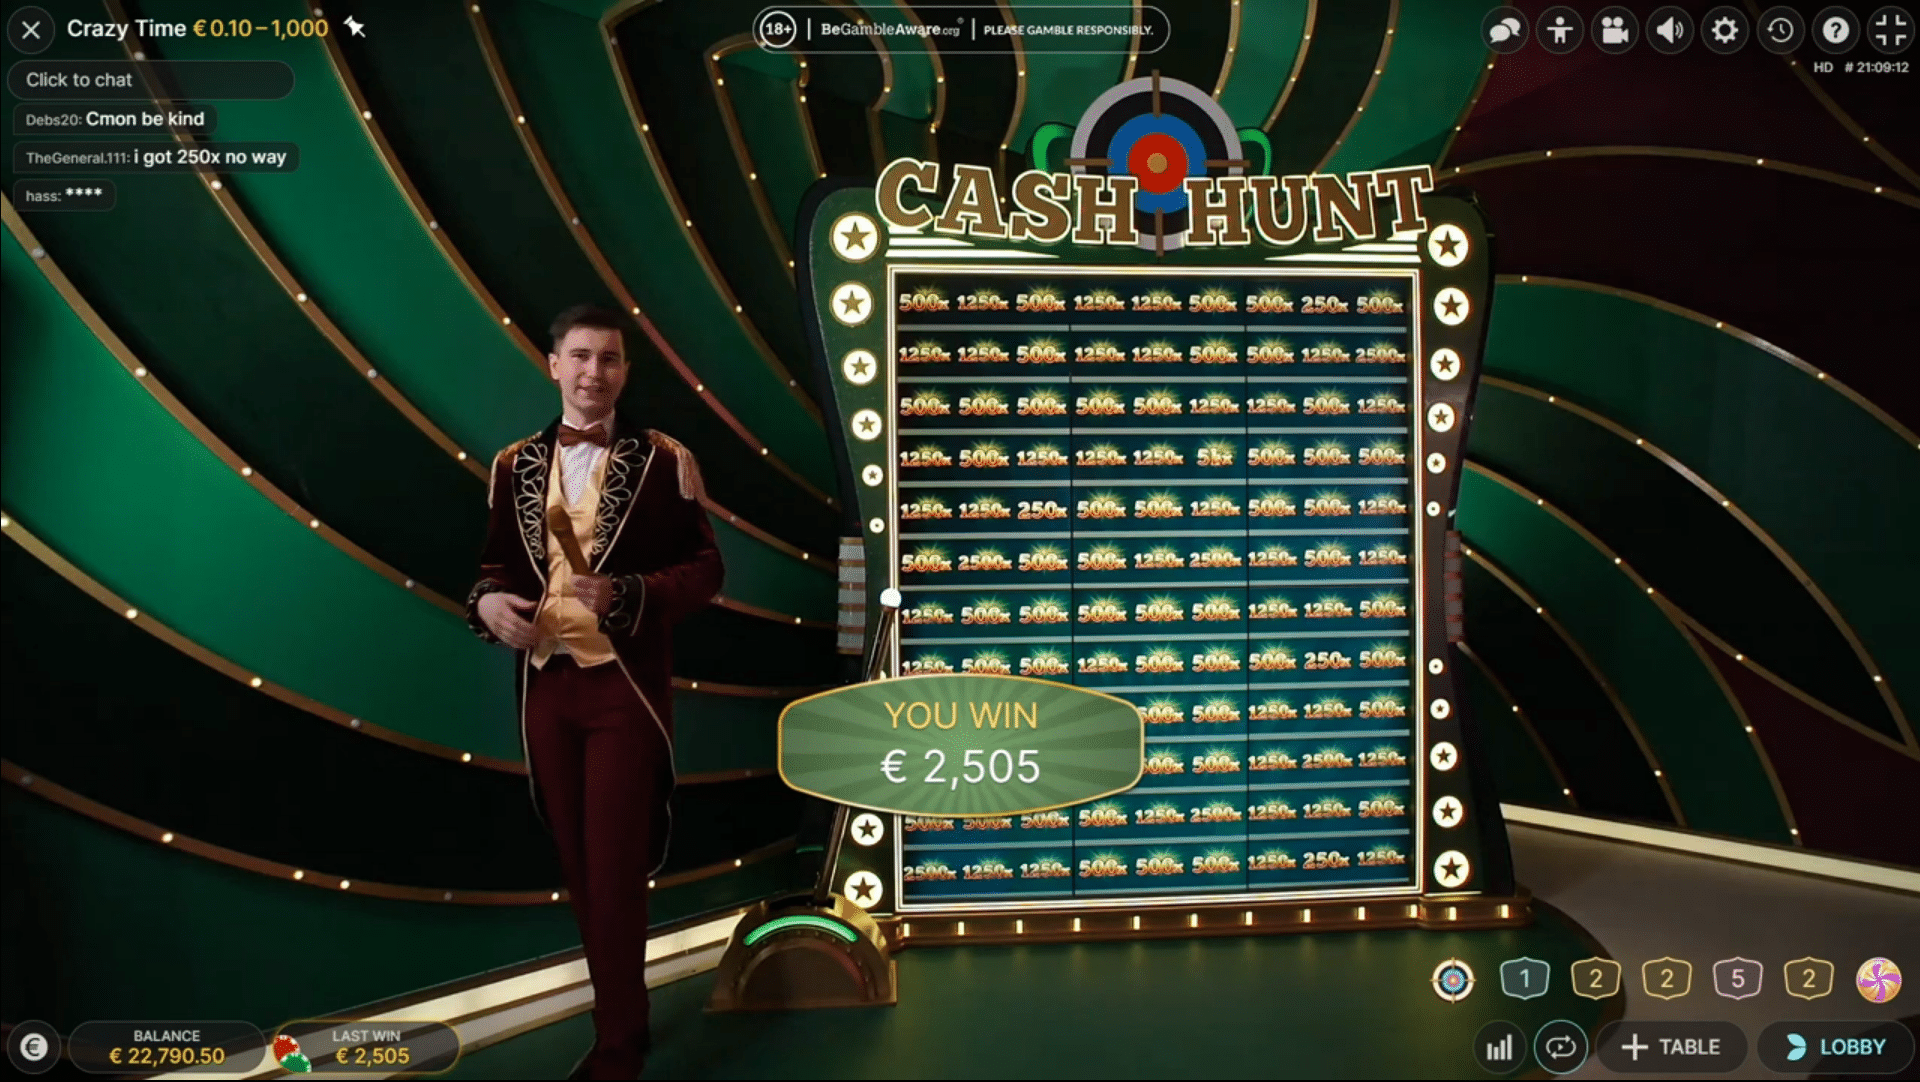 Crazy Time € 0.10 – 1,000
18+ BeGambleAware.org® PLEASE GAMBLE RESPONSIBLY.
HD # 21:09:12
Click to chat
Debs20: Cmon be kind
TheGeneral.111: i got 250x no way
hass: ****
CASH HUNT
500x 1250x 500x 1250x 1250x 500x 500x 250x 500x
1250x 1250x 500x 1250x 1250x 500x 500x 1250x 2500x
500x 500x 500x 500x 500x 1250x 1250x 500x 1250x
1250x 500x 1250x 1250x 1250x 500x 500x 500x
1250x 1250x 250x 500x 500x 1250x 500x 500x 1250x
500x 2500x 500x 500x 1250x 2500x 1250x 500x 1250x
1250x 500x 500x 500x 500x 500x 1250x 1250x 500x
1250x 500x 500x 1250x 500x 500x 500x 250x 500x
500x 500x 1250x 1250x 500x
500x 500x 1250x 2500x 1250x
500x 500x 500x 500x 1250x 2500x 1250x 1250x 500x
2500x 1250x 1250x 500x 500x 500x 1250x 250x 1250x
YOU WIN
€ 2,505
1 2 2 5 2
€
BALANCE
€ 22,790.50
LAST WIN
€ 2,505
+ TABLE
LOBBY